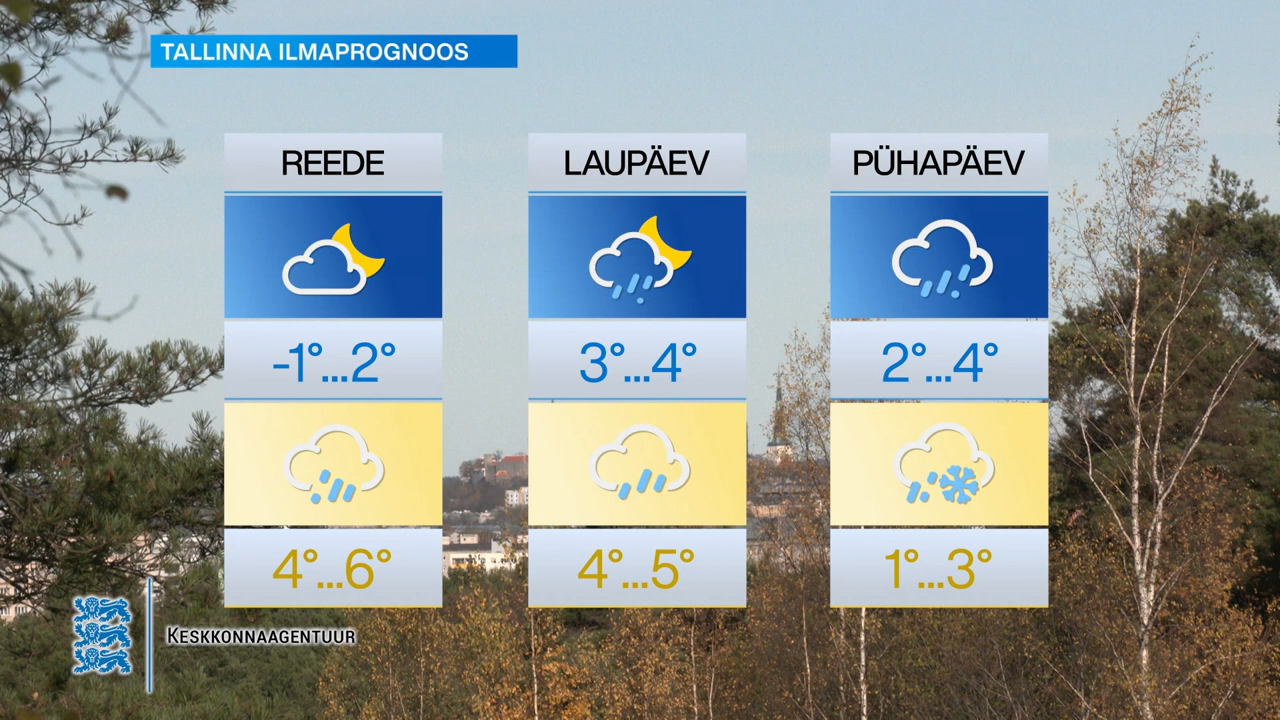 TALLINNA ILMAPROGNOOS
REEDE
-1°...2°
4°...6°
LAUPÄEV
3°...4°
4°...5°
PÜHAPÄEV
2°...4°
1°...3°
KESKKONNAAGENTUUR